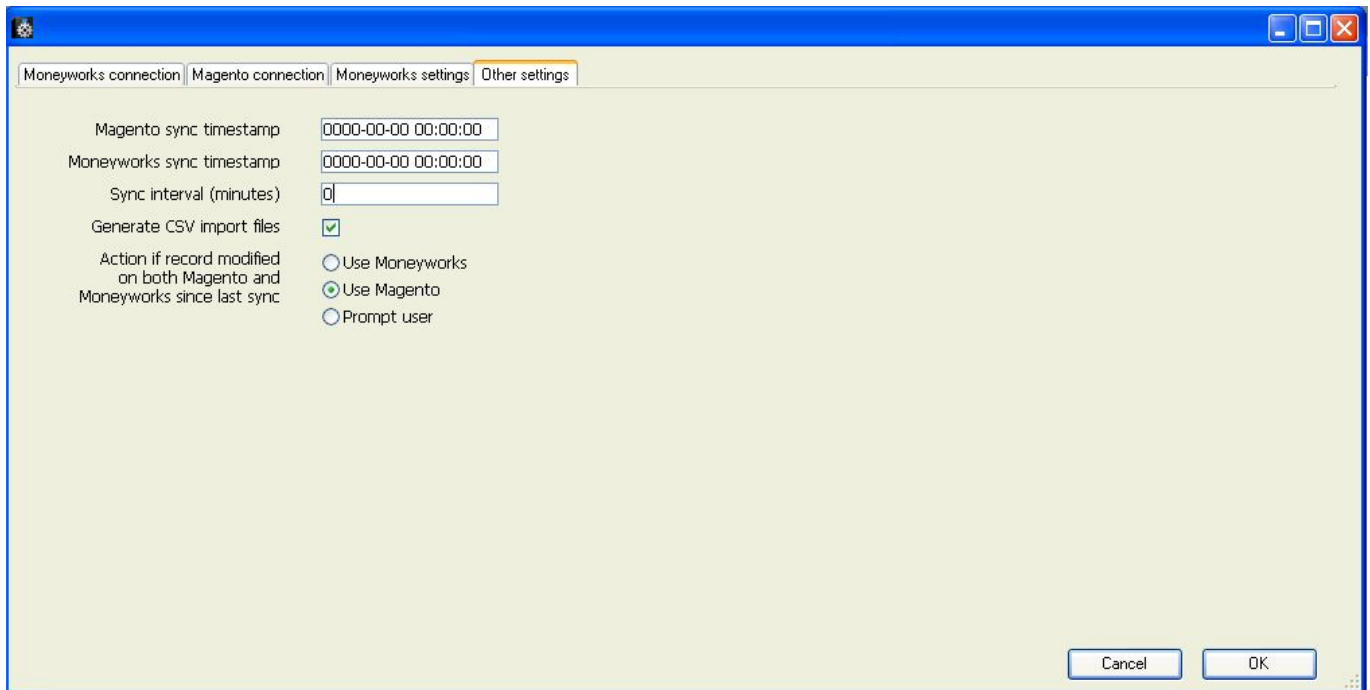 Moneyworks connection Magento connection Moneyworks settings Other settings
Magento sync timestamp 0000-00-00 00:00:00
Moneyworks sync timestamp 0000-00-00 00:00:00
Sync interval (minutes) 0
Generate CSV import files
Action if record modified
on both Magento and
Moneyworks since last sync
Use Moneyworks
Use Magento
Prompt user
Cancel OK